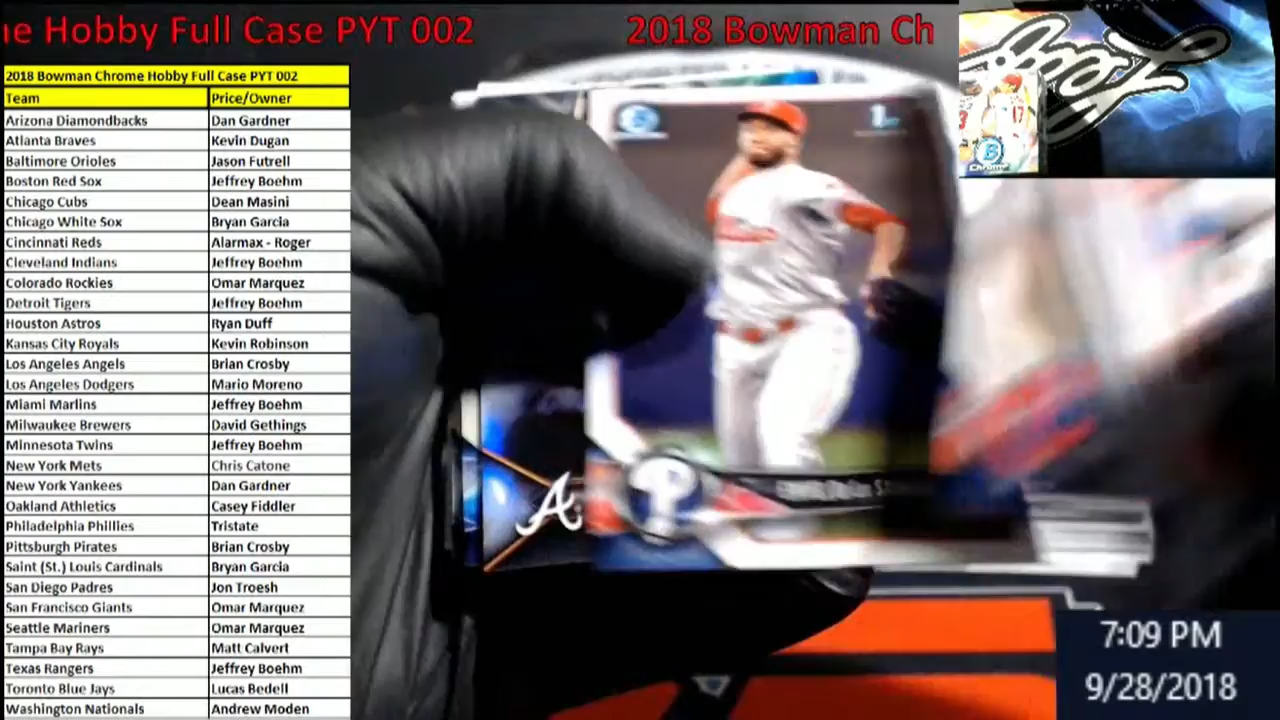 ne Hobby Full Case PYT 002
2018 Bowman Ch
2018 Bowman Chrome Hobby Full Case PYT 002
Team Price/Owner
Arizona Diamondbacks Dan Gardner
Atlanta Braves Kevin Dugan
Baltimore Orioles Jason Futrell
Boston Red Sox Jeffrey Boehm
Chicago Cubs Dean Masini
Chicago White Sox Bryan Garcia
Cincinnati Reds Alarmax - Roger
Cleveland Indians Jeffrey Boehm
Colorado Rockies Omar Marquez
Detroit Tigers Jeffrey Boehm
Houston Astros Ryan Duff
Kansas City Royals Kevin Robinson
Los Angeles Angels Brian Crosby
Los Angeles Dodgers Mario Moreno
Miami Marlins Jeffrey Boehm
Milwaukee Brewers David Gethings
Minnesota Twins Jeffrey Boehm
New York Mets Chris Catone
New York Yankees Dan Gardner
Oakland Athletics Casey Fiddler
Philadelphia Phillies Tristate
Pittsburgh Pirates Brian Crosby
Saint (St.) Louis Cardinals Bryan Garcia
San Diego Padres Jon Troesh
San Francisco Giants Omar Marquez
Seattle Mariners Omar Marquez
Tampa Bay Rays Matt Calvert
Texas Rangers Jeffrey Boehm
Toronto Blue Jays Lucas Bedell
Washington Nationals Andrew Moden
1st
P
A
17
B
CHROME
7:09 PM
9/28/2018